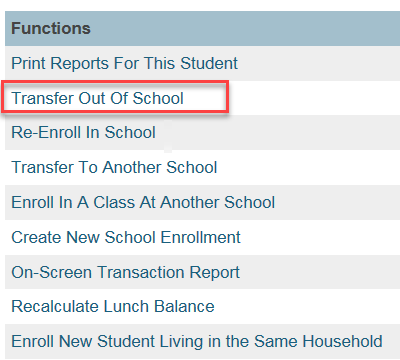 Functions
Print Reports For This Student
Transfer Out Of School
Re-Enroll In School
Transfer To Another School
Enroll In A Class At Another School
Create New School Enrollment
On-Screen Transaction Report
Recalculate Lunch Balance
Enroll New Student Living in the Same Household